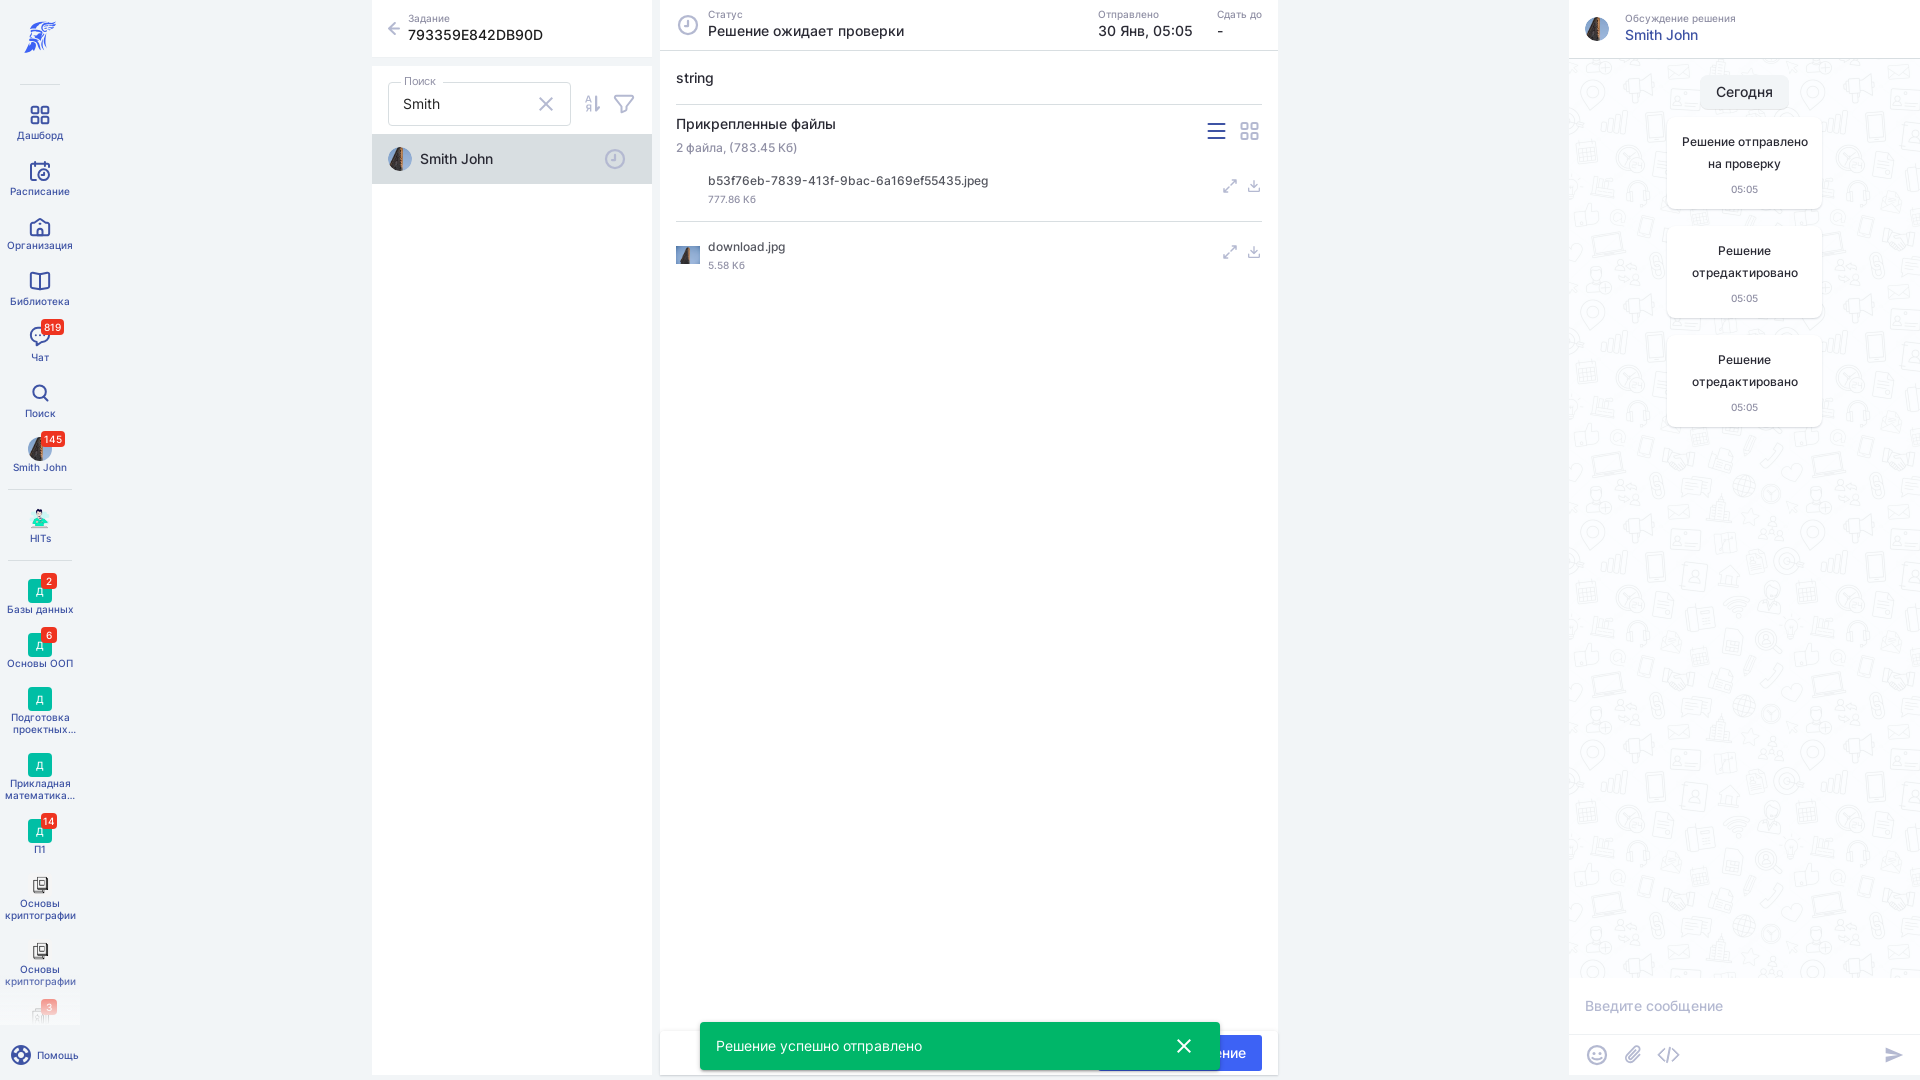 Дашборд
Расписание
Организация
Библиотека
819
Чат
Поиск
145
Smith John
HITs
2
Д
Базы данных
6
Д
Основы ООП
Д
Подготовка
проектных...
Д
Прикладная
математика...
14
Д
П1
Основы
криптографии
Основы
криптографии
3
Помощь
Задание
793359E842DB90D
Поиск
Smith
А
Я
Smith John
Статус
Решение ожидает проверки
Отправлено
30 Янв, 05:05
Сдать до
-
string
Прикрепленные файлы
2 файла, (783.45 Кб)
b53f76eb-7839-413f-9bac-6a169ef55435.jpeg
777.86 Кб
download.jpg
5.58 Кб
Решение успешно отправлено
ение
Обсуждение решения
Smith John
Сегодня
Решение отправлено
на проверку
05:05
Решение
отредактировано
05:05
Решение
отредактировано
05:05
Введите сообщение